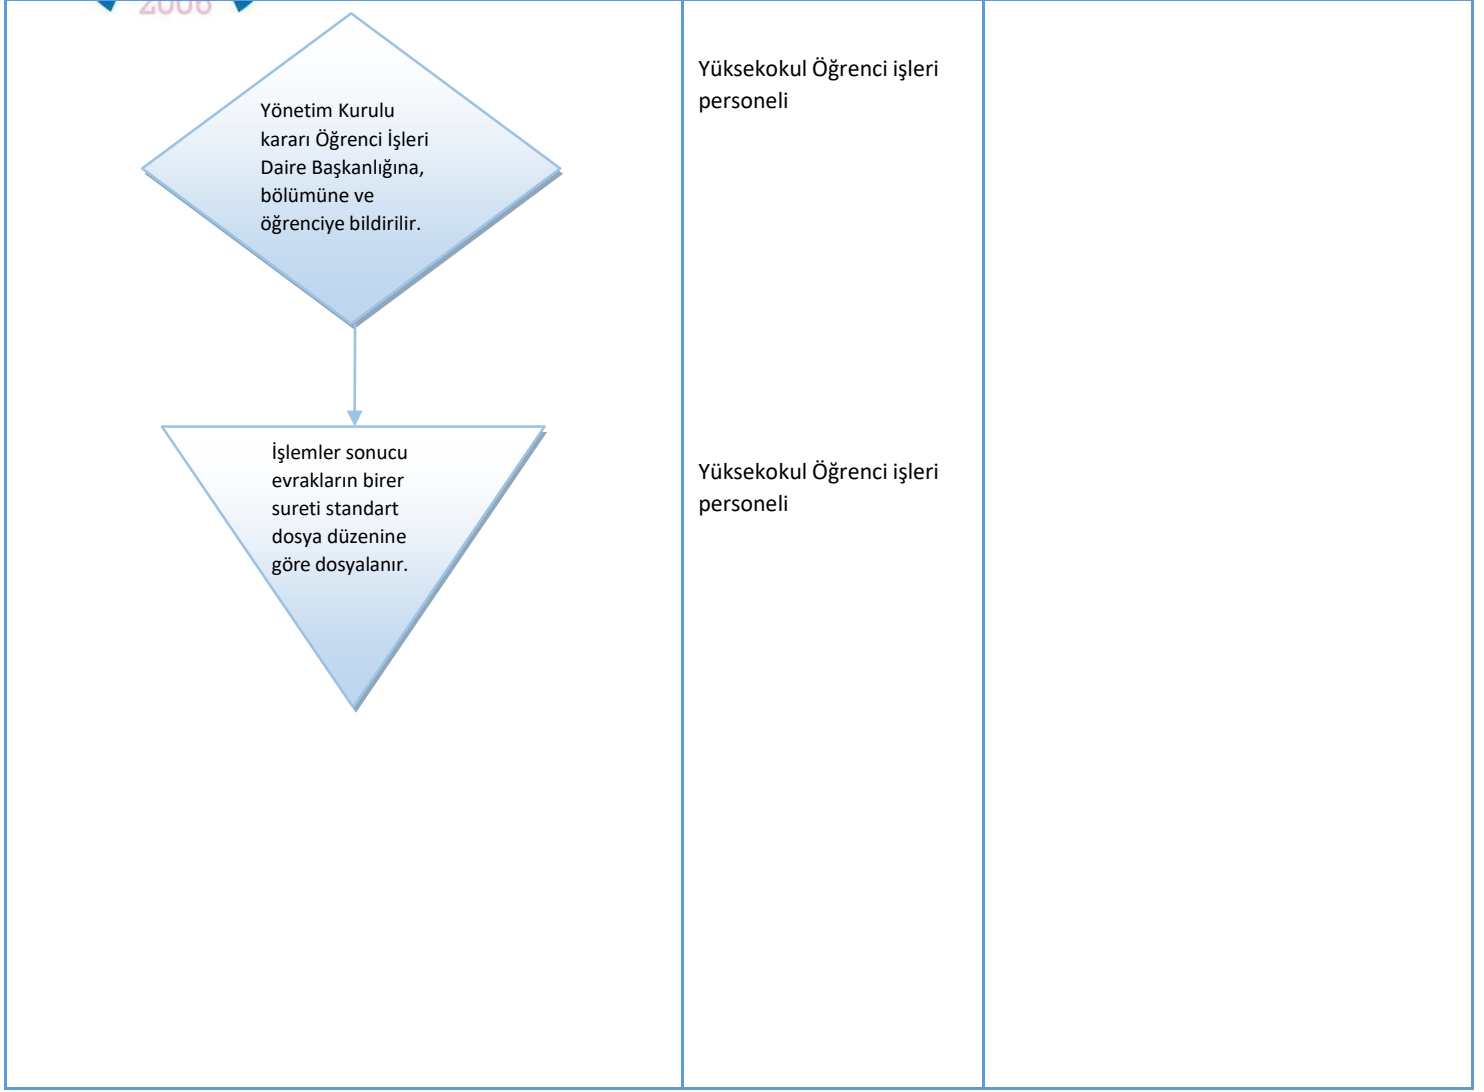 2006
Yönetim Kurulu
kararı Öğrenci İşleri
Daire Başkanlığına,
bölümüne ve
öğrenciye bildirilir.
Yüksekokul Öğrenci işleri
personeli
İşlemler sonucu
evrakların birer
sureti standart
dosya düzenine
göre dosyalanır.
Yüksekokul Öğrenci işleri
personeli